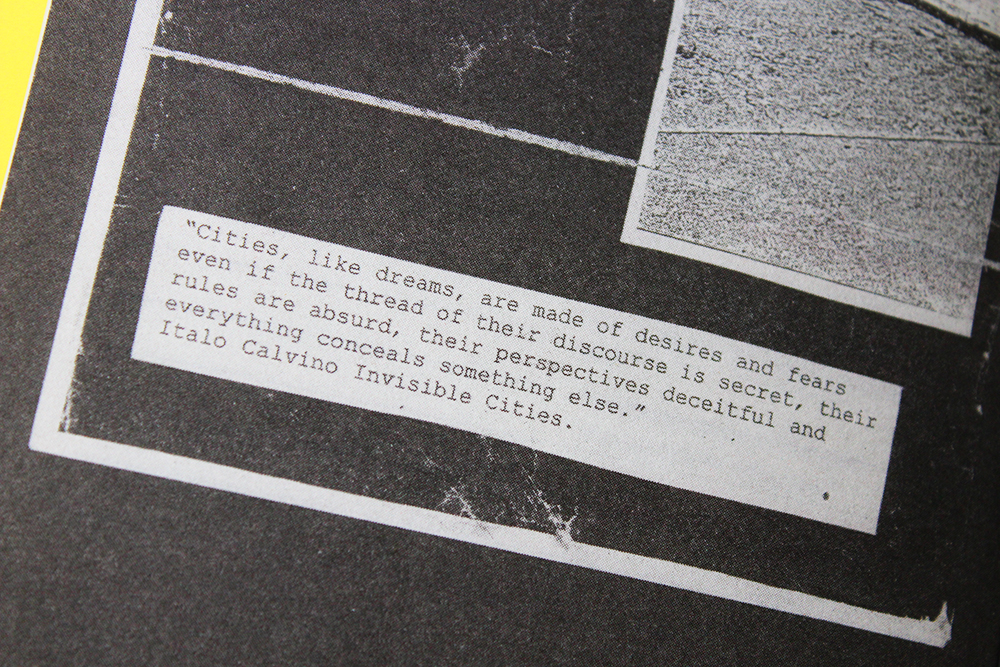 “Cities, like dreams, are made of desires and fears
even if the thread of their discourse is secret, their
rules are absurd, their perspectives deceitful and
everything conceals something else.”
Italo Calvino Invisible Cities.